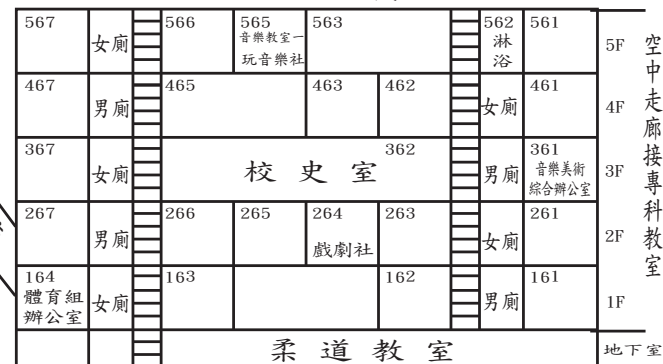 567
女廁
566
565
音樂教室一
玩音樂社
563
562
淋
浴
561
5F
467
男廁
465
463
462
女廁
461
4F
367
女廁
校史室
362
男廁
361
音樂美術
綜合辦公室
3F
267
男廁
266
265
264
戲劇社
263
女廁
261
2F
164
體育組
辦公室
女廁
163
162
男廁
161
1F
柔道教室
地下室
空中走廊接專科教室